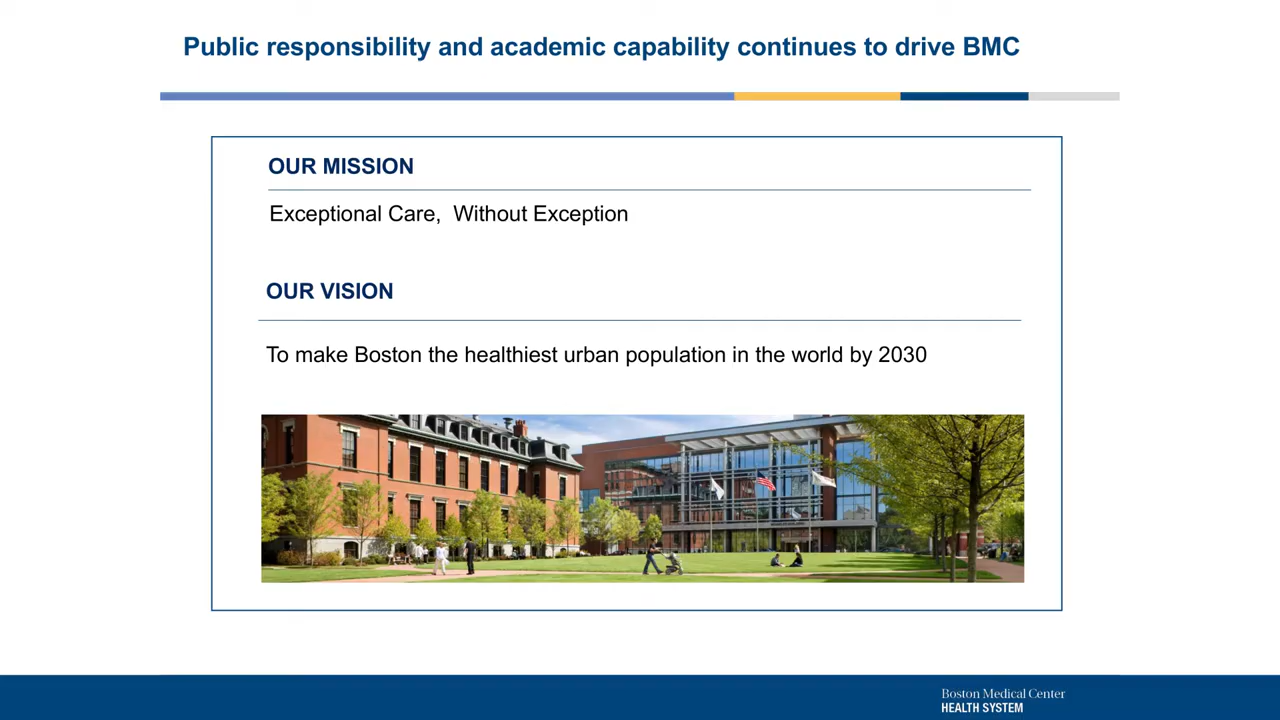 Public responsibility and academic capability continues to drive BMC
OUR MISSION
Exceptional Care, Without Exception
OUR VISION
To make Boston the healthiest urban population in the world by 2030
Boston Medical Center
HEALTH SYSTEM